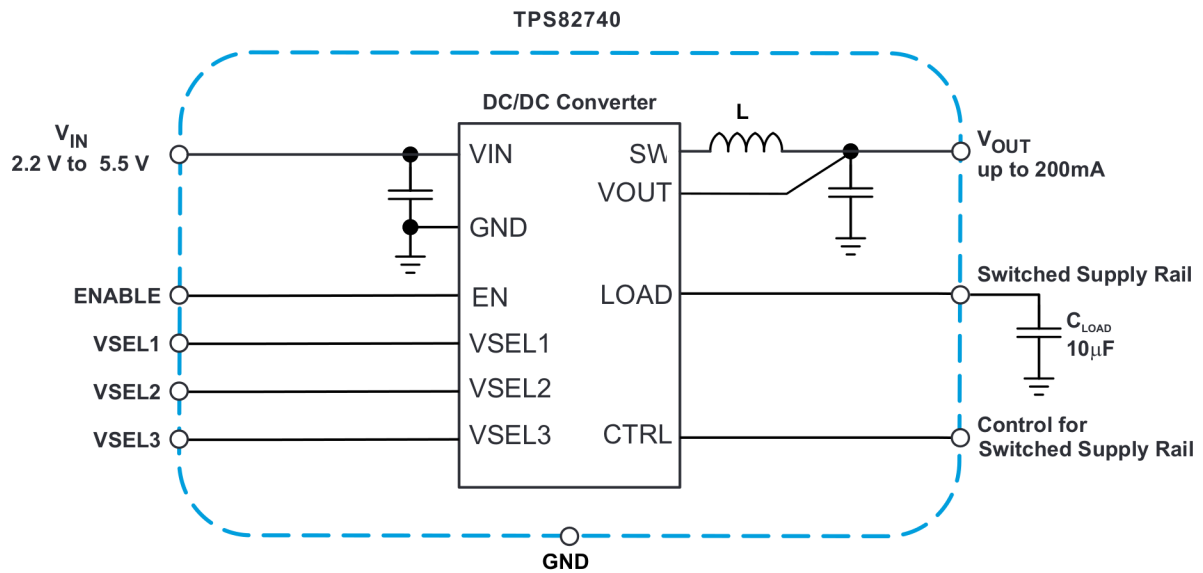 TPS82740
DC/DC Converter
L
VIN
2.2 V to 5.5 V
VIN
SW
VOUT
up to 200mA
VOUT
GND
ENABLE
EN
LOAD
Switched Supply Rail
VSEL1
VSEL1
CLOAD
10μF
VSEL2
VSEL2
VSEL3
VSEL3
CTRL
Control for
Switched Supply Rail
GND